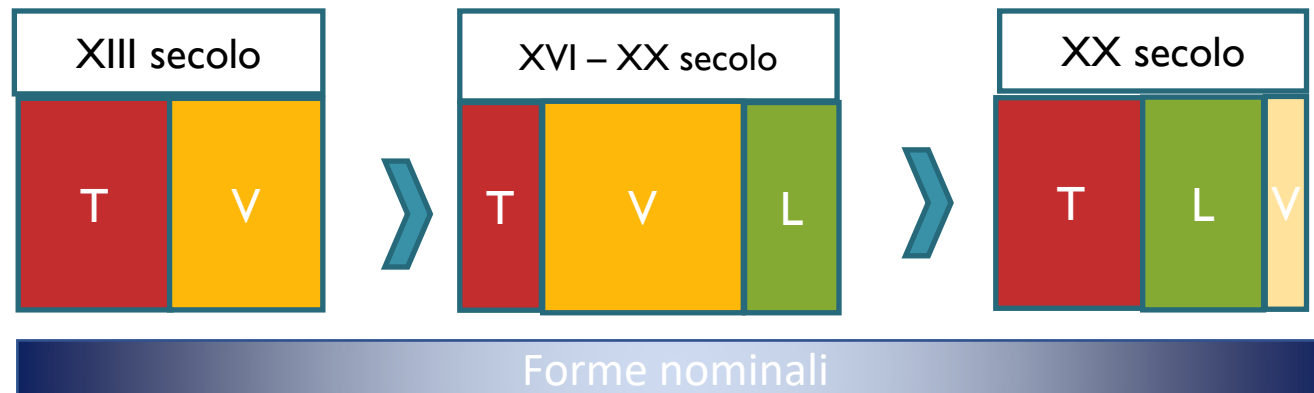 XIII secolo
XVI – XX secolo
XX secolo
T V
T V L
T L V
Forme nominali